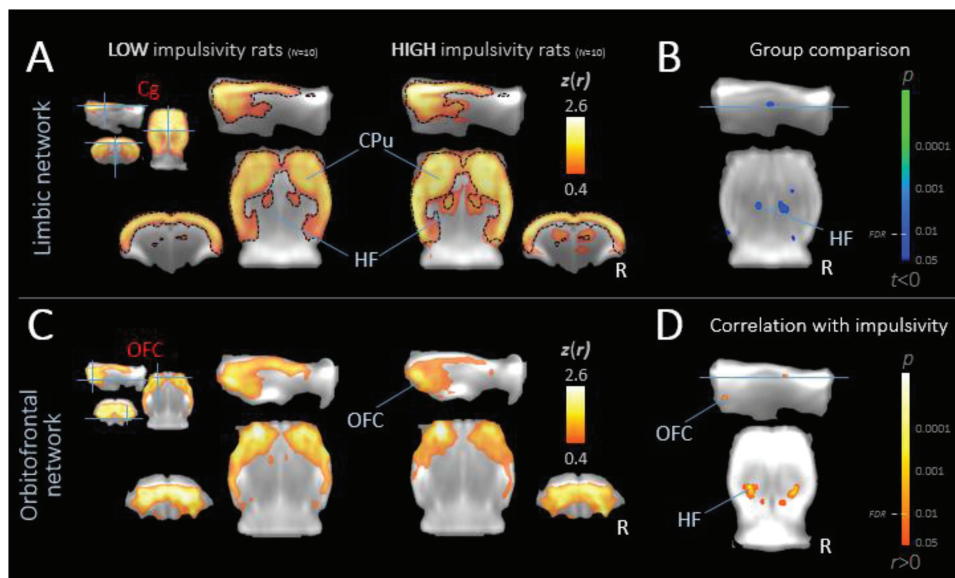 A
LOW impulsivity rats (N=10)
HIGH impulsivity rats (N=10)
B
Group comparison
Limbic network
Cg
CPu
HF
R
z(r)
2.6
0.4
p
0.0001
0.001
FDR
0.01
0.05
t<0
HF
R
C
D
Correlation with impulsivity
Orbitofrontal
network
OFC
OFC
R
z(r)
2.6
0.4
OFC
HF
R
p
0.0001
0.001
FDR
0.01
0.05
r>0